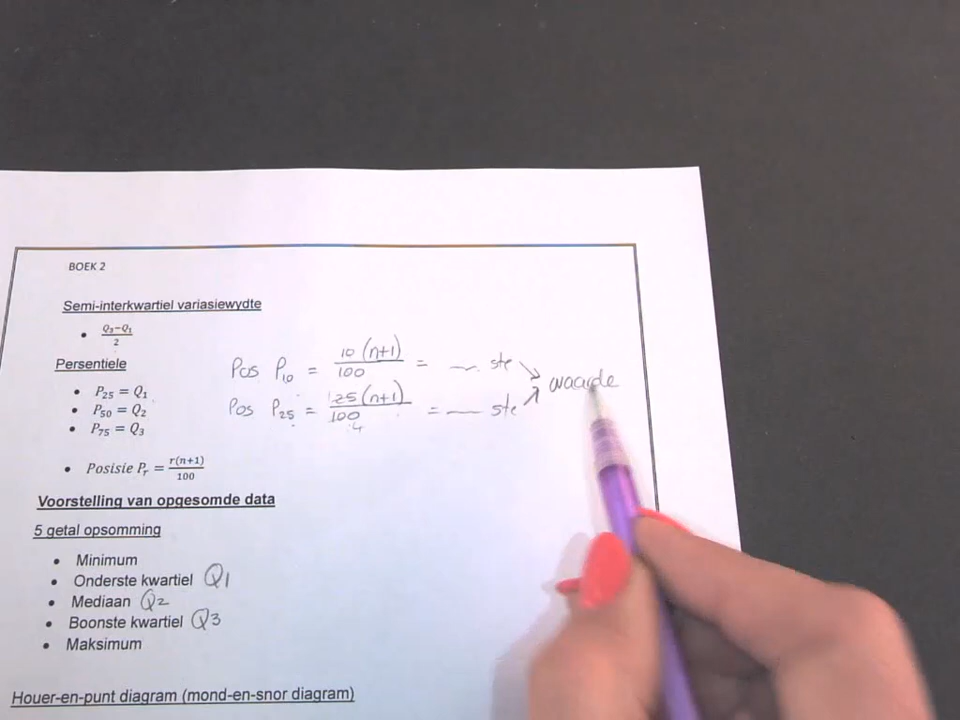 BOEK 2
Semi-interkwartiel variasiewydte
• Q₃−Q₁/2
Persentiele
• P₂₅ = Q₁
• P₅₀ = Q₂
• P₇₅ = Q₃
Pos P₁₀ = 10(n+1)/100 = __ ste
Pos P₂₅ = 25(n+1)/100 = __ ste
4
waarde
• Posisie Pᵣ = r(n+1)/100
Voorstelling van opgesomde data
5 getal opsomming
• Minimum
• Onderste kwartiel Q1
• Mediaan Q2
• Boonste kwartiel Q3
• Maksimum
Houer-en-punt diagram (mond-en-snor diagram)